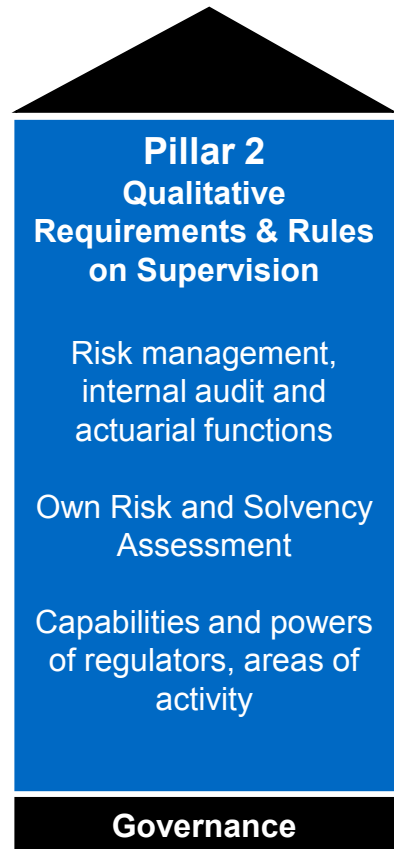 Pillar 2
Qualitative
Requirements & Rules
on Supervision
Risk management,
internal audit and
actuarial functions
Own Risk and Solvency
Assessment
Capabilities and powers
of regulators, areas of
activity
Governance